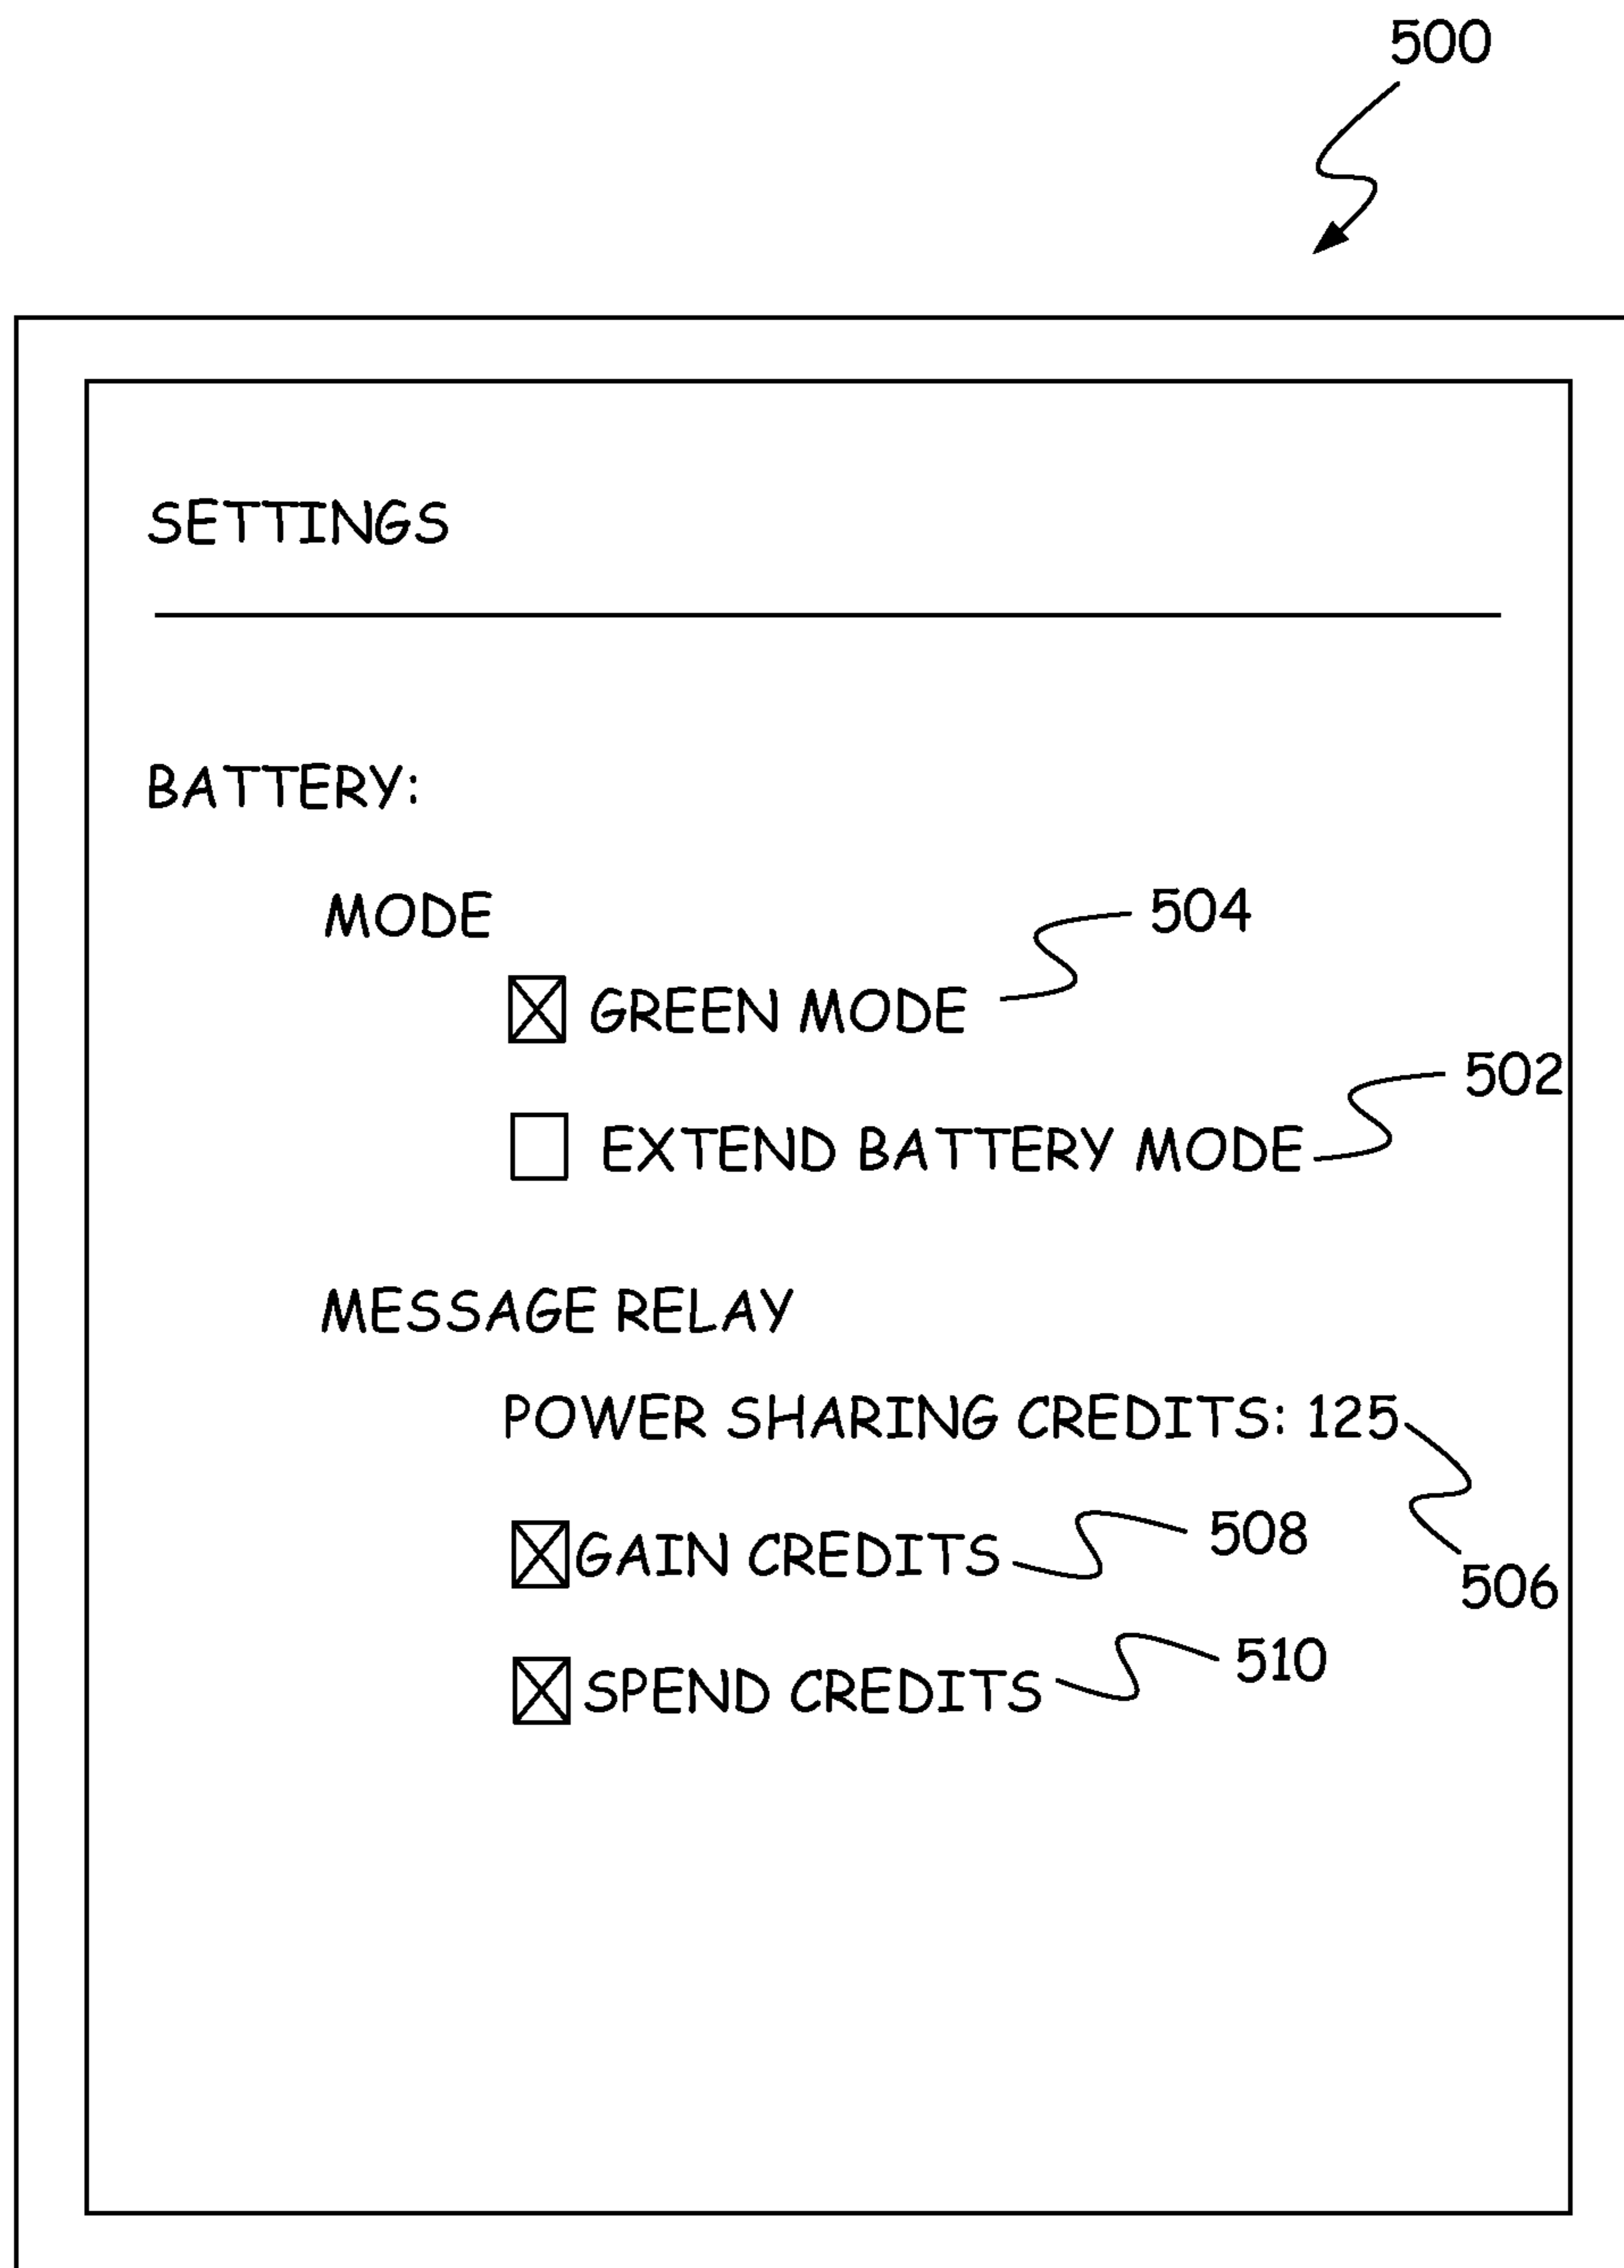 500
SETTINGS
BATTERY:
MODE
504
GREEN MODE
502
EXTEND BATTERY MODE
MESSAGE RELAY
POWER SHARING CREDITS: 125
506
GAIN CREDITS
508
SPEND CREDITS
510